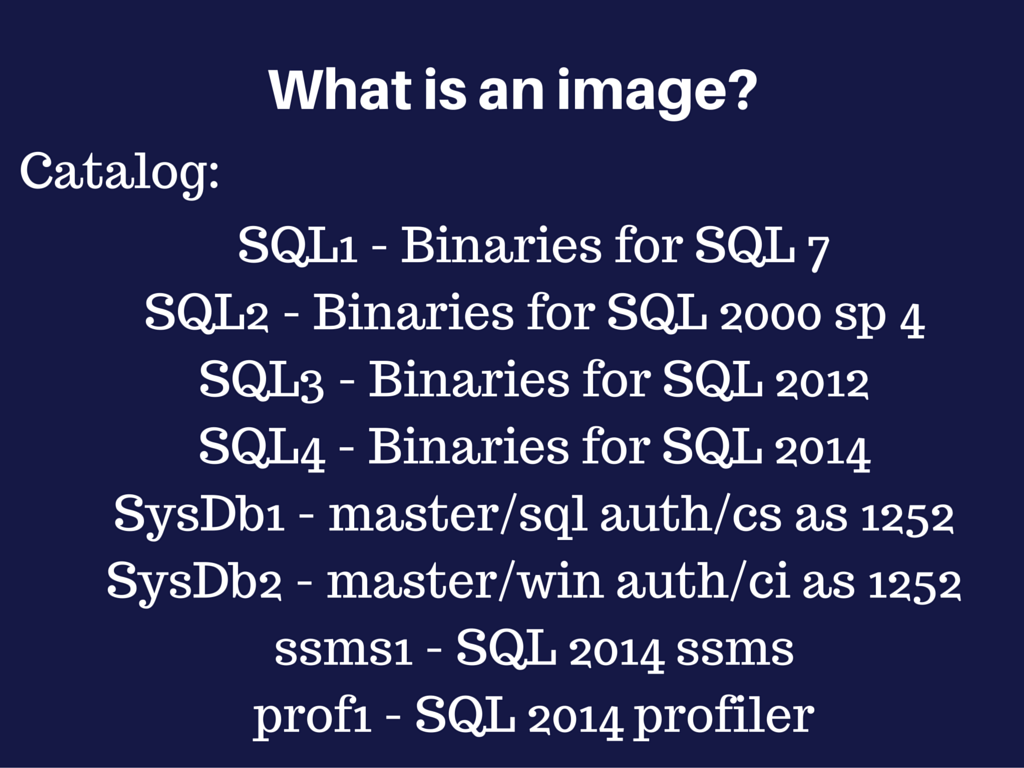 What is an image?
Catalog:
SQL1 - Binaries for SQL 7
SQL2 - Binaries for SQL 2000 sp 4
SQL3 - Binaries for SQL 2012
SQL4 - Binaries for SQL 2014
SysDb1 - master/sql auth/cs as 1252
SysDb2 - master/win auth/ci as 1252
ssms1 - SQL 2014 ssms
prof1 - SQL 2014 profiler